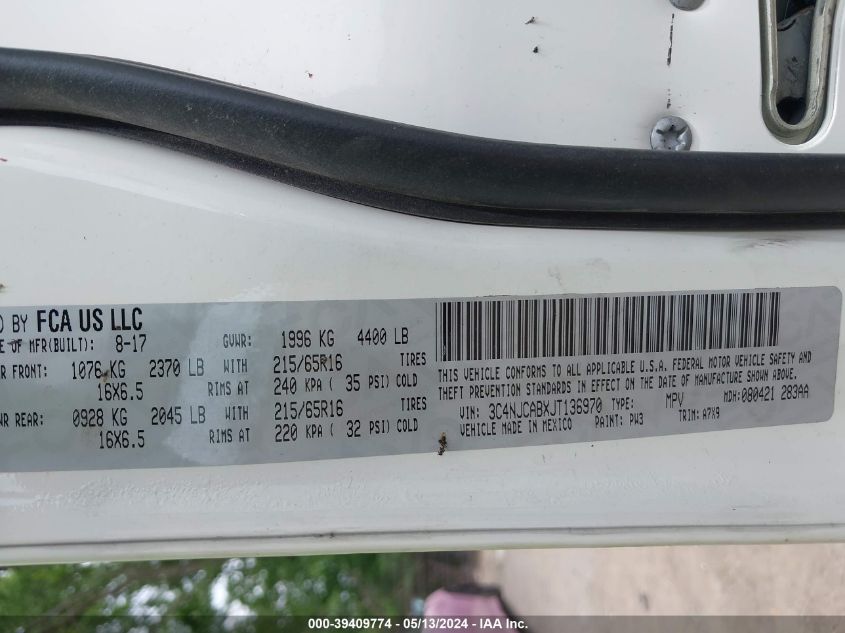 D BY FCA US LLC
E OF MFR(BUILT): 8-17 GVWR: 1996 KG 4400 LB
R FRONT: 1076 KG 2370 LB WITH 215/65R16 TIRES
16X6.5 RIMS AT 240 KPA ( 35 PSI) COLD
WR REAR: 0928 KG 2045 LB WITH 215/65R16 TIRES
16X6.5 RIMS AT 220 KPA ( 32 PSI) COLD
THIS VEHICLE CONFORMS TO ALL APPLICABLE U.S.A. FEDERAL MOTOR VEHICLE SAFETY AND
THEFT PREVENTION STANDARDS IN EFFECT ON THE DATE OF MANUFACTURE SHOWN ABOVE.
VIN: 3C4NJCABXJT136970 TYPE: MPV MDH:080421 283AA
VEHICLE MADE IN MEXICO PAINT: PW3 TRIM: A7X9
000-39409774 - 05/13/2024 - IAA Inc.